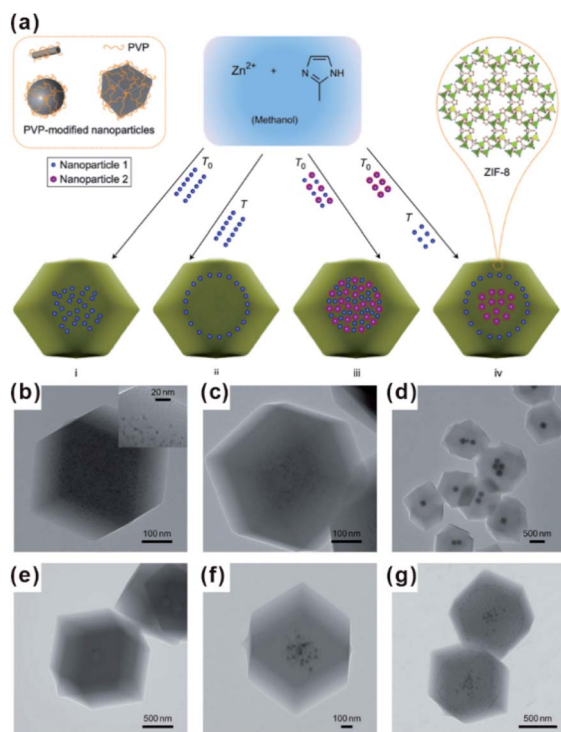 (a)
PVP
PVP-modified nanoparticles
Zn2+ +
N
NH
(Methanol)
ZIF-8
Nanoparticle 1
Nanoparticle 2
T0
T
T0
T0
T
i
ii
iii
iv
(b)
20 nm
100 nm
(c)
100 nm
(d)
500 nm
(e)
500 nm
(f)
100 nm
(g)
500 nm